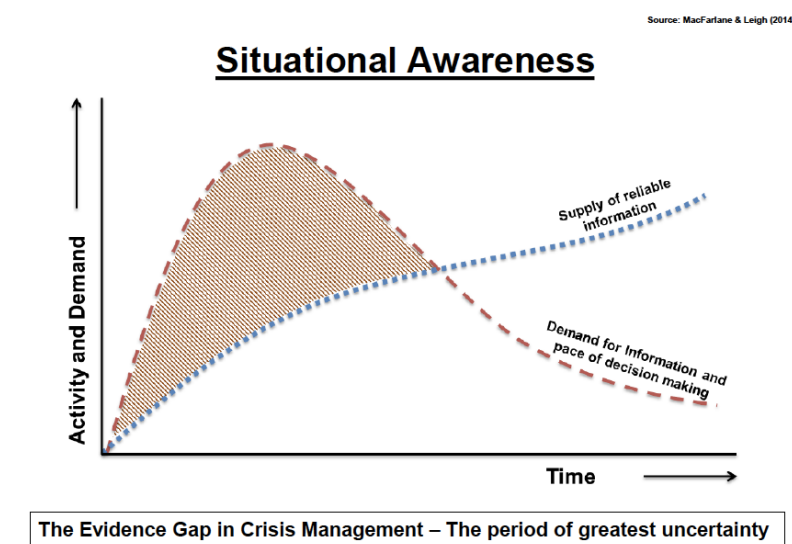 Source: MacFarlane & Leigh (2014
Situational Awareness
Supply of reliable
information
Activity and Demand
Demand for Information and
pace of decision making
Time
The Evidence Gap in Crisis Management – The period of greatest uncertainty